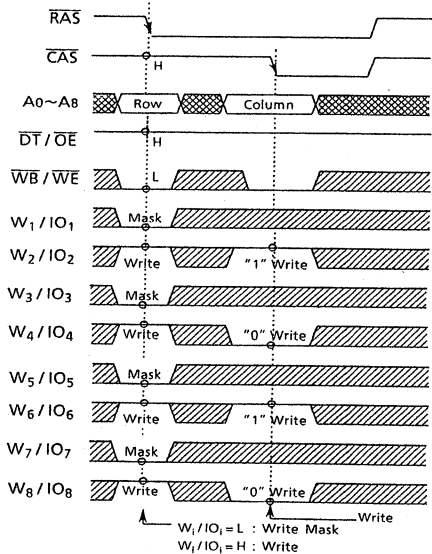 RAS
CAS
H
A0~A8 Row Column
DT / OE
H
WB / WE L
W1 / IO1 Mask
W2 / IO2 Write "1" Write
W3 / IO3 Mask
W4 / IO4 Write "0" Write
W5 / IO5 Mask
W6 / IO6 Write "1" Write
W7 / IO7 Mask
W8 / IO8 Write "0" Write
Write
Wi / IOi = L : Write Mask
Wi / IOi = H : Write